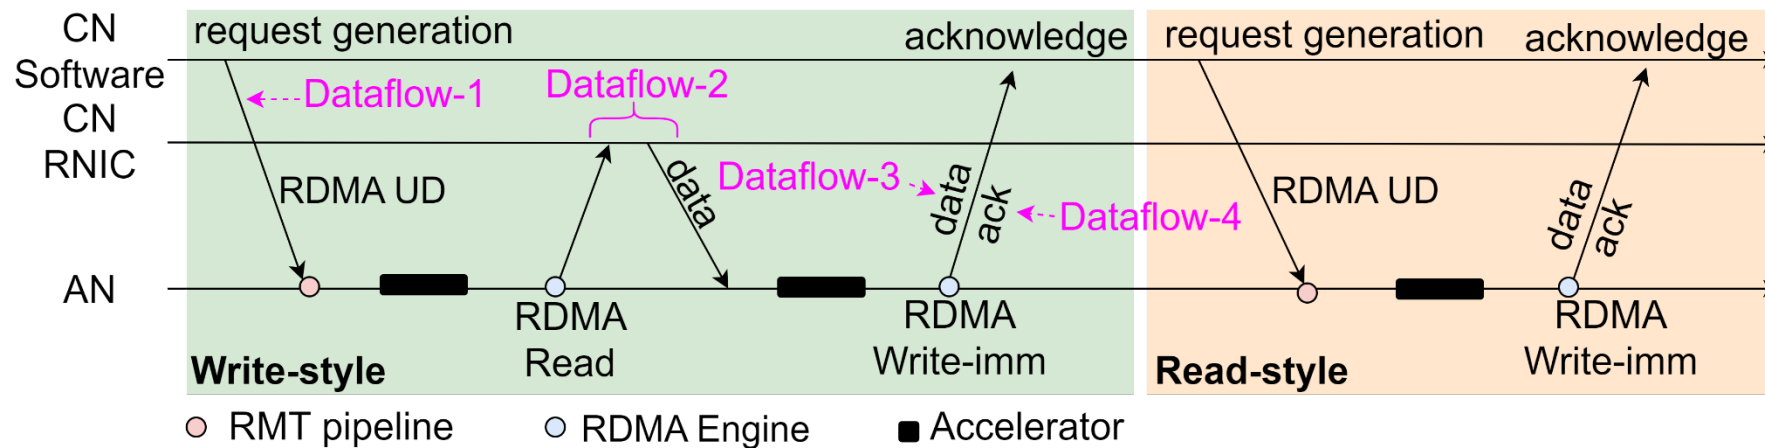 CN
Software
CN
RNIC
AN
request generation
acknowledge
Dataflow-1
Dataflow-2
RDMA UD
data
Dataflow-3
data
ack
Dataflow-4
RDMA
Read
RDMA
Write-imm
Write-style
request generation
acknowledge
RDMA UD
data
ack
RDMA
Write-imm
Read-style
RMT pipeline
RDMA Engine
Accelerator